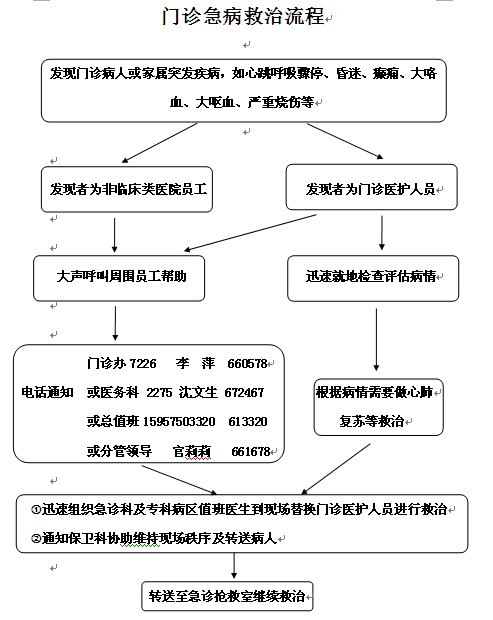 门诊急病救治流程
发现门诊病人或家属突发疾病，如心跳呼吸骤停、昏迷、癫痫、大咯
血、大呕血、严重烧伤等
发现者为非临床类医院员工
发现者为门诊医护人员
大声呼叫周围员工帮助
迅速就地检查评估病情
门诊办 7226 李 萍 660578
电话通知 或医务科 2275 沈文生 672467
或总值班 15957503320 613320
或分管领导 官莉莉 661678
根据病情需要做心肺
复苏等救治
①迅速组织急诊科及专科病区值班医生到现场替换门诊医护人员进行救治
②通知保卫科协助维持现场秩序及转送病人
转送至急诊抢救室继续救治